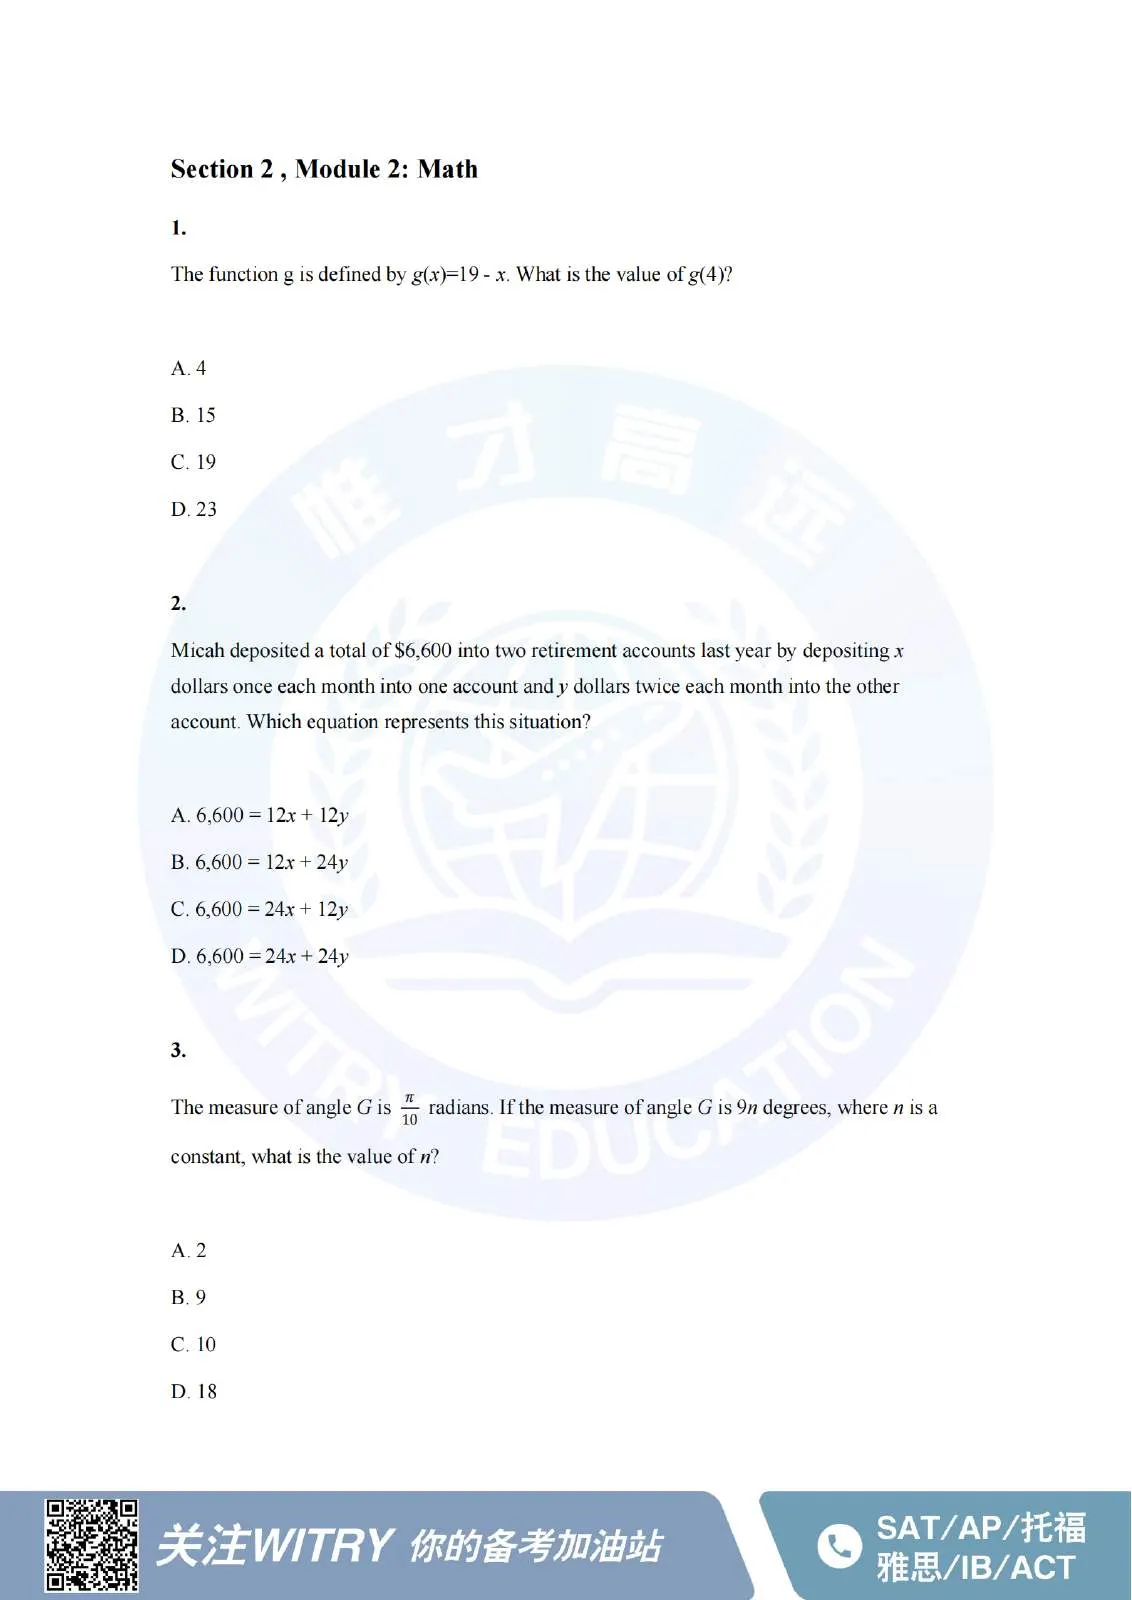 Section 2 , Module 2: Math
1.
The function g is defined by g(x)=19 - x. What is the value of g(4)?
A. 4
B. 15
C. 19
D. 23
2.
Micah deposited a total of $6,600 into two retirement accounts last year by depositing x
dollars once each month into one account and y dollars twice each month into the other
account. Which equation represents this situation?
A. 6,600 = 12x + 12y
B. 6,600 = 12x + 24y
C. 6,600 = 24x + 12y
D. 6,600 = 24x + 24y
3.
The measure of angle G is π/10 radians. If the measure of angle G is 9n degrees, where n is a
constant, what is the value of n?
A. 2
B. 9
C. 10
D. 18
惟才高远
WITRY EDUCATION
关注WITRY 你的备考加油站
SAT/AP/托福
雅思/IB/ACT